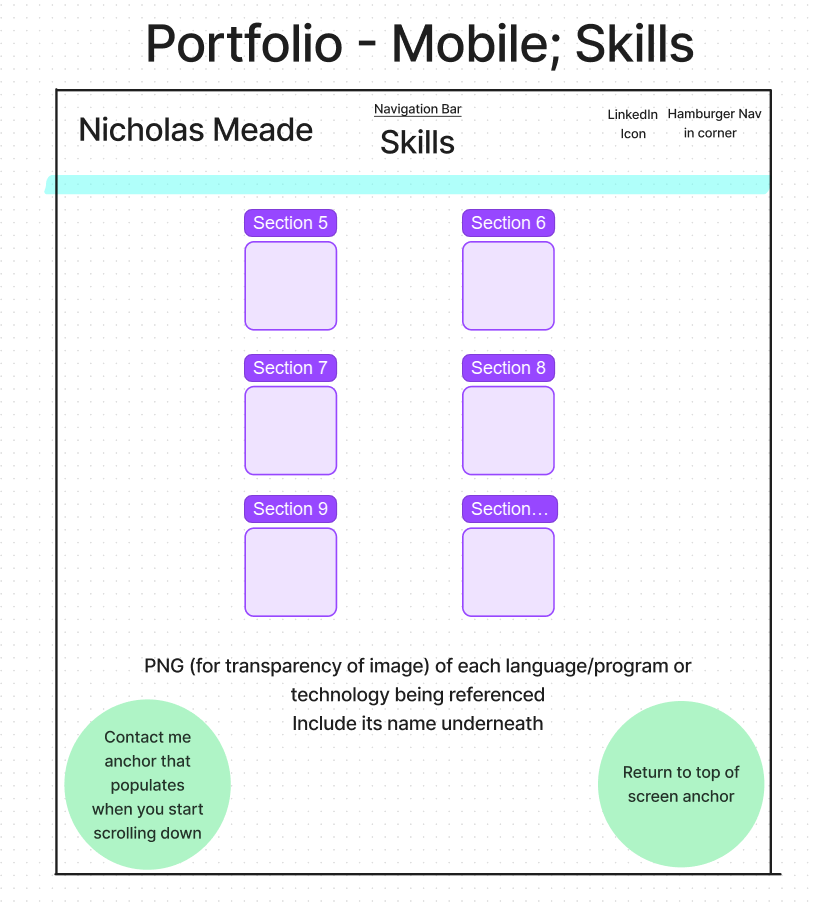 Portfolio - Mobile; Skills
Nicholas Meade
Navigation Bar
Skills
LinkedIn
Icon
Hamburger Nav
in corner
Section 5
Section 6
Section 7
Section 8
Section 9
Section...
PNG (for transparency of image) of each language/program or
technology being referenced
Include its name underneath
Contact me
anchor that
populates
when you start
scrolling down
Return to top of
screen anchor